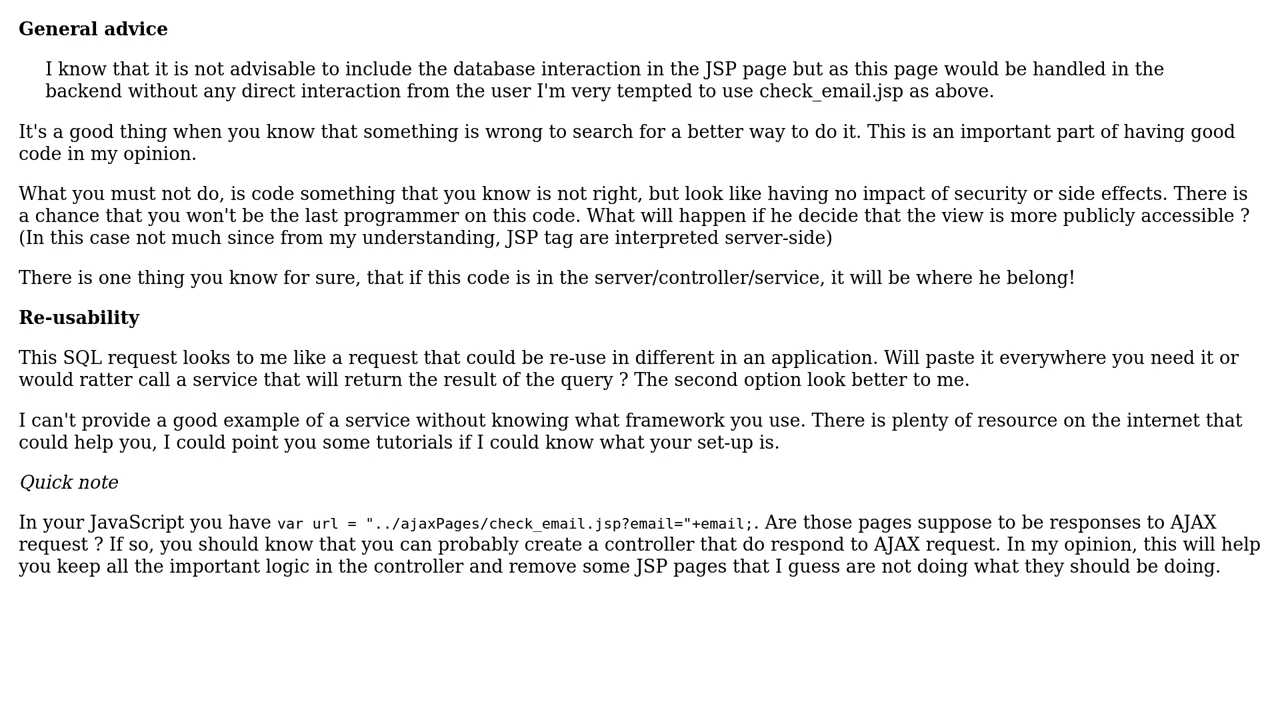 General advice
I know that it is not advisable to include the database interaction in the JSP page but as this page would be handled in the
backend without any direct interaction from the user I'm very tempted to use check_email.jsp as above.
It's a good thing when you know that something is wrong to search for a better way to do it. This is an important part of having good
code in my opinion.
What you must not do, is code something that you know is not right, but look like having no impact of security or side effects. There is
a chance that you won't be the last programmer on this code. What will happen if he decide that the view is more publicly accessible ?
(In this case not much since from my understanding, JSP tag are interpreted server-side)
There is one thing you know for sure, that if this code is in the server/controller/service, it will be where he belong!
Re-usability
This SQL request looks to me like a request that could be re-use in different in an application. Will paste it everywhere you need it or
would ratter call a service that will return the result of the query ? The second option look better to me.
I can't provide a good example of a service without knowing what framework you use. There is plenty of resource on the internet that
could help you, I could point you some tutorials if I could know what your set-up is.
Quick note
In your JavaScript you have var url = "../ajaxPages/check_email.jsp?email="+email;. Are those pages suppose to be responses to AJAX
request ? If so, you should know that you can probably create a controller that do respond to AJAX request. In my opinion, this will help
you keep all the important logic in the controller and remove some JSP pages that I guess are not doing what they should be doing.